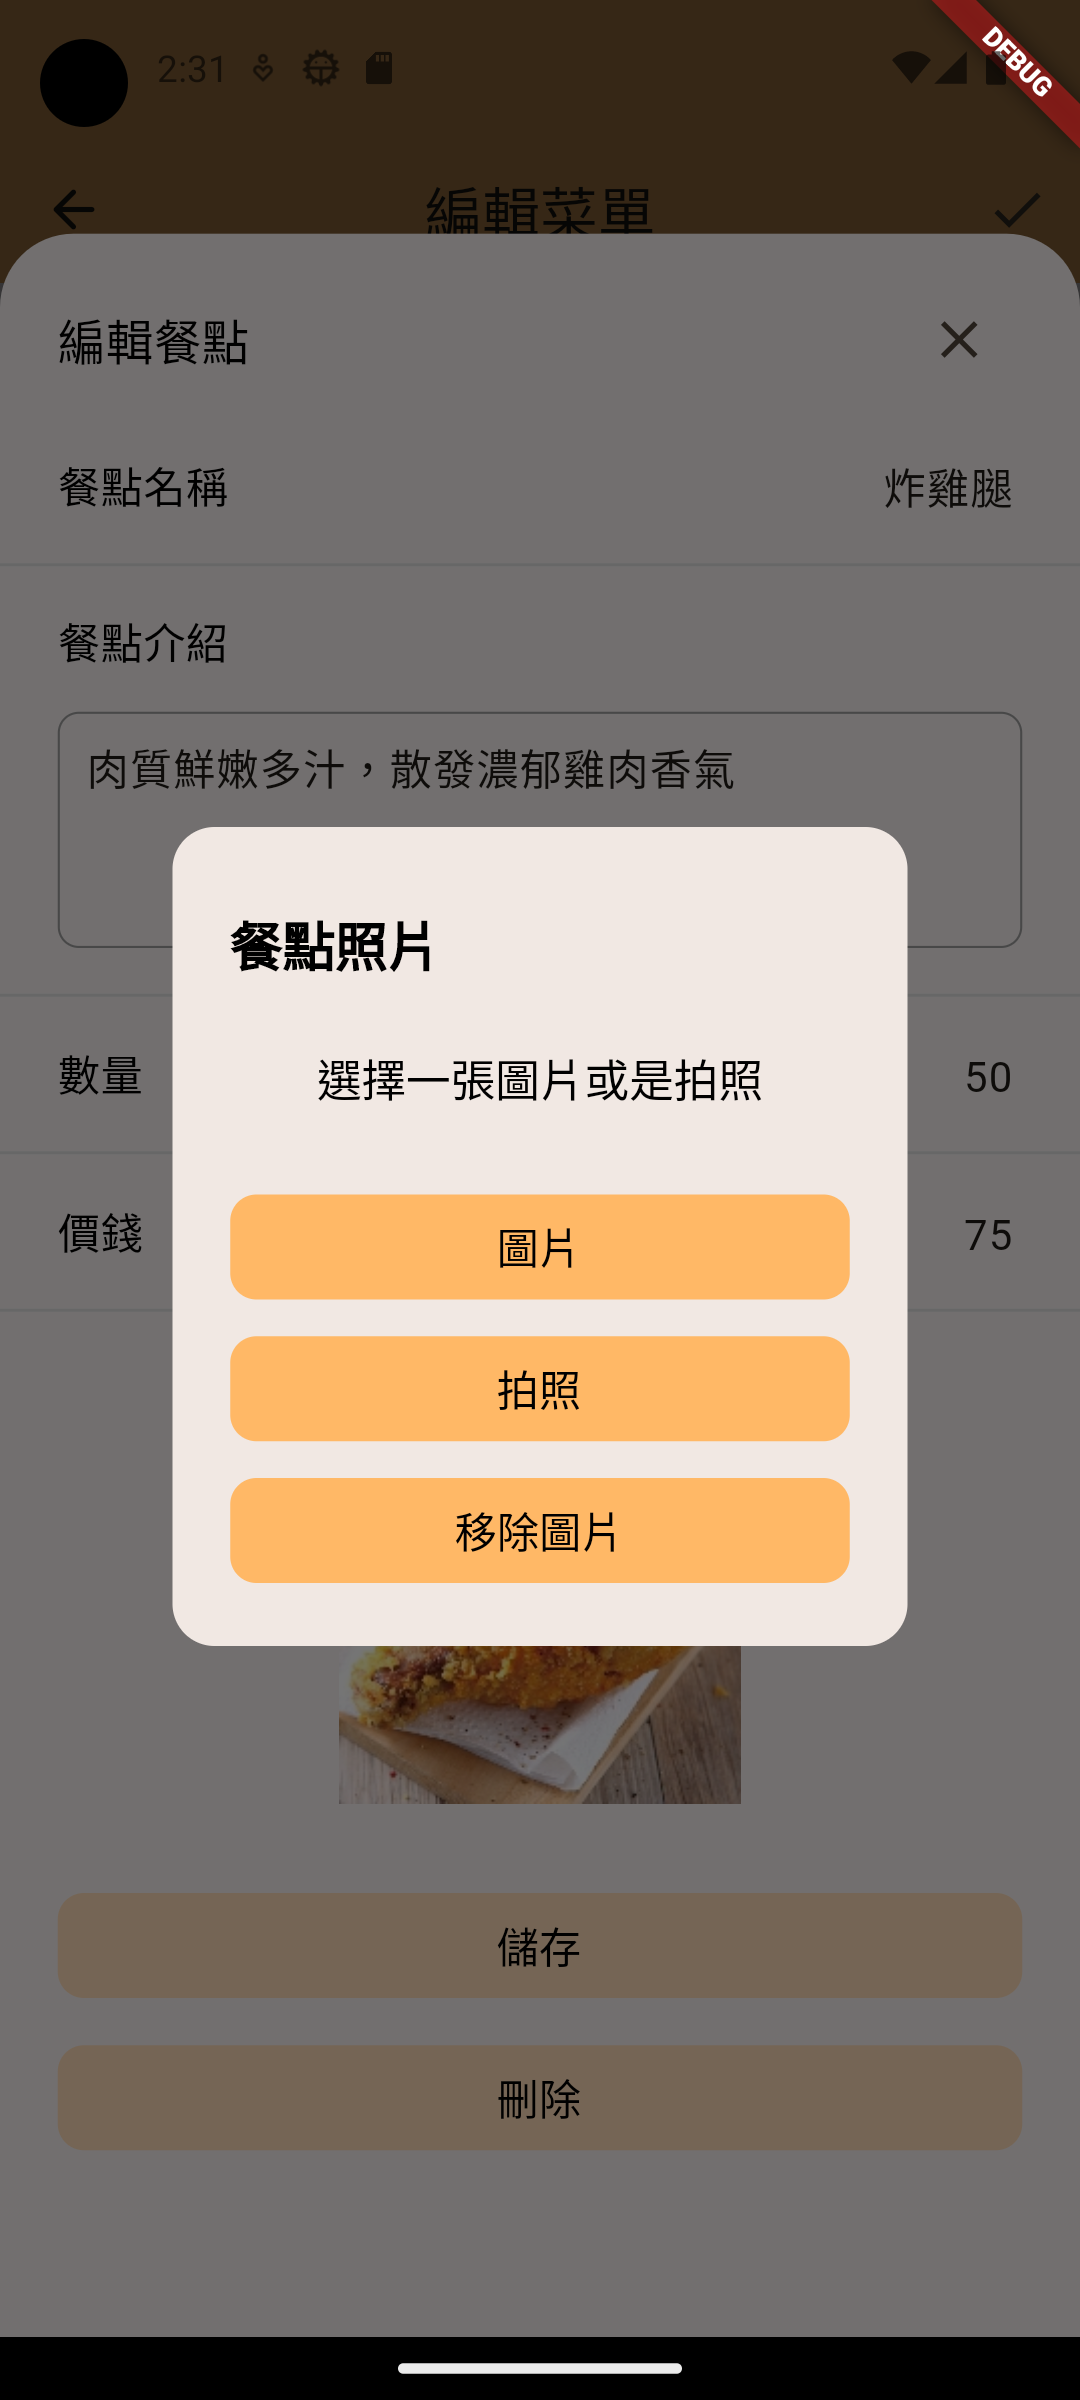 2:31
DEBUG
編輯菜單
編輯餐點
餐點名稱 炸雞腿
餐點介紹
肉質鮮嫩多汁，散發濃郁雞肉香氣
餐點照片
選擇一張圖片或是拍照
數量 50
價錢 75
圖片
拍照
移除圖片
儲存
刪除